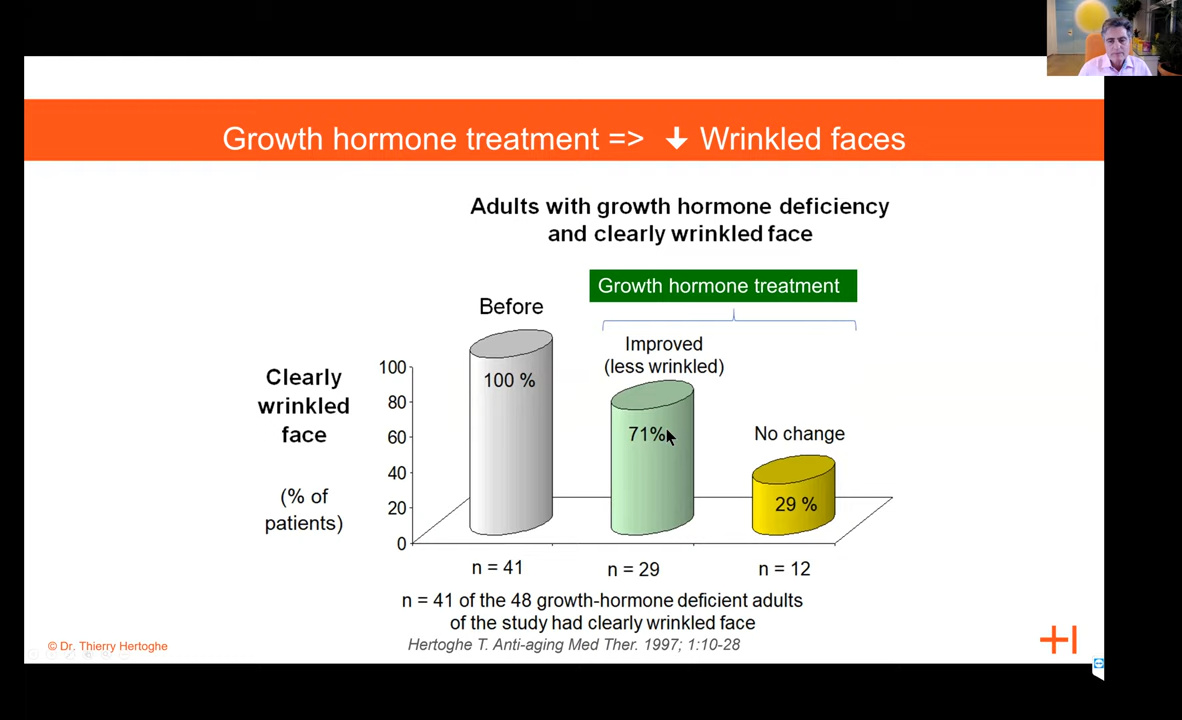 Growth hormone treatment => ↓ Wrinkled faces
Adults with growth hormone deficiency
and clearly wrinkled face
Growth hormone treatment
Before
Improved
(less wrinkled)
No change
Clearly
wrinkled
face
(% of
patients)
100
80
60
40
20
0
100 %
71%
29 %
n = 41
n = 29
n = 12
n = 41 of the 48 growth-hormone deficient adults
of the study had clearly wrinkled face
Hertoghe T. Anti-aging Med Ther. 1997; 1:10-28
© Dr. Thierry Hertoghe